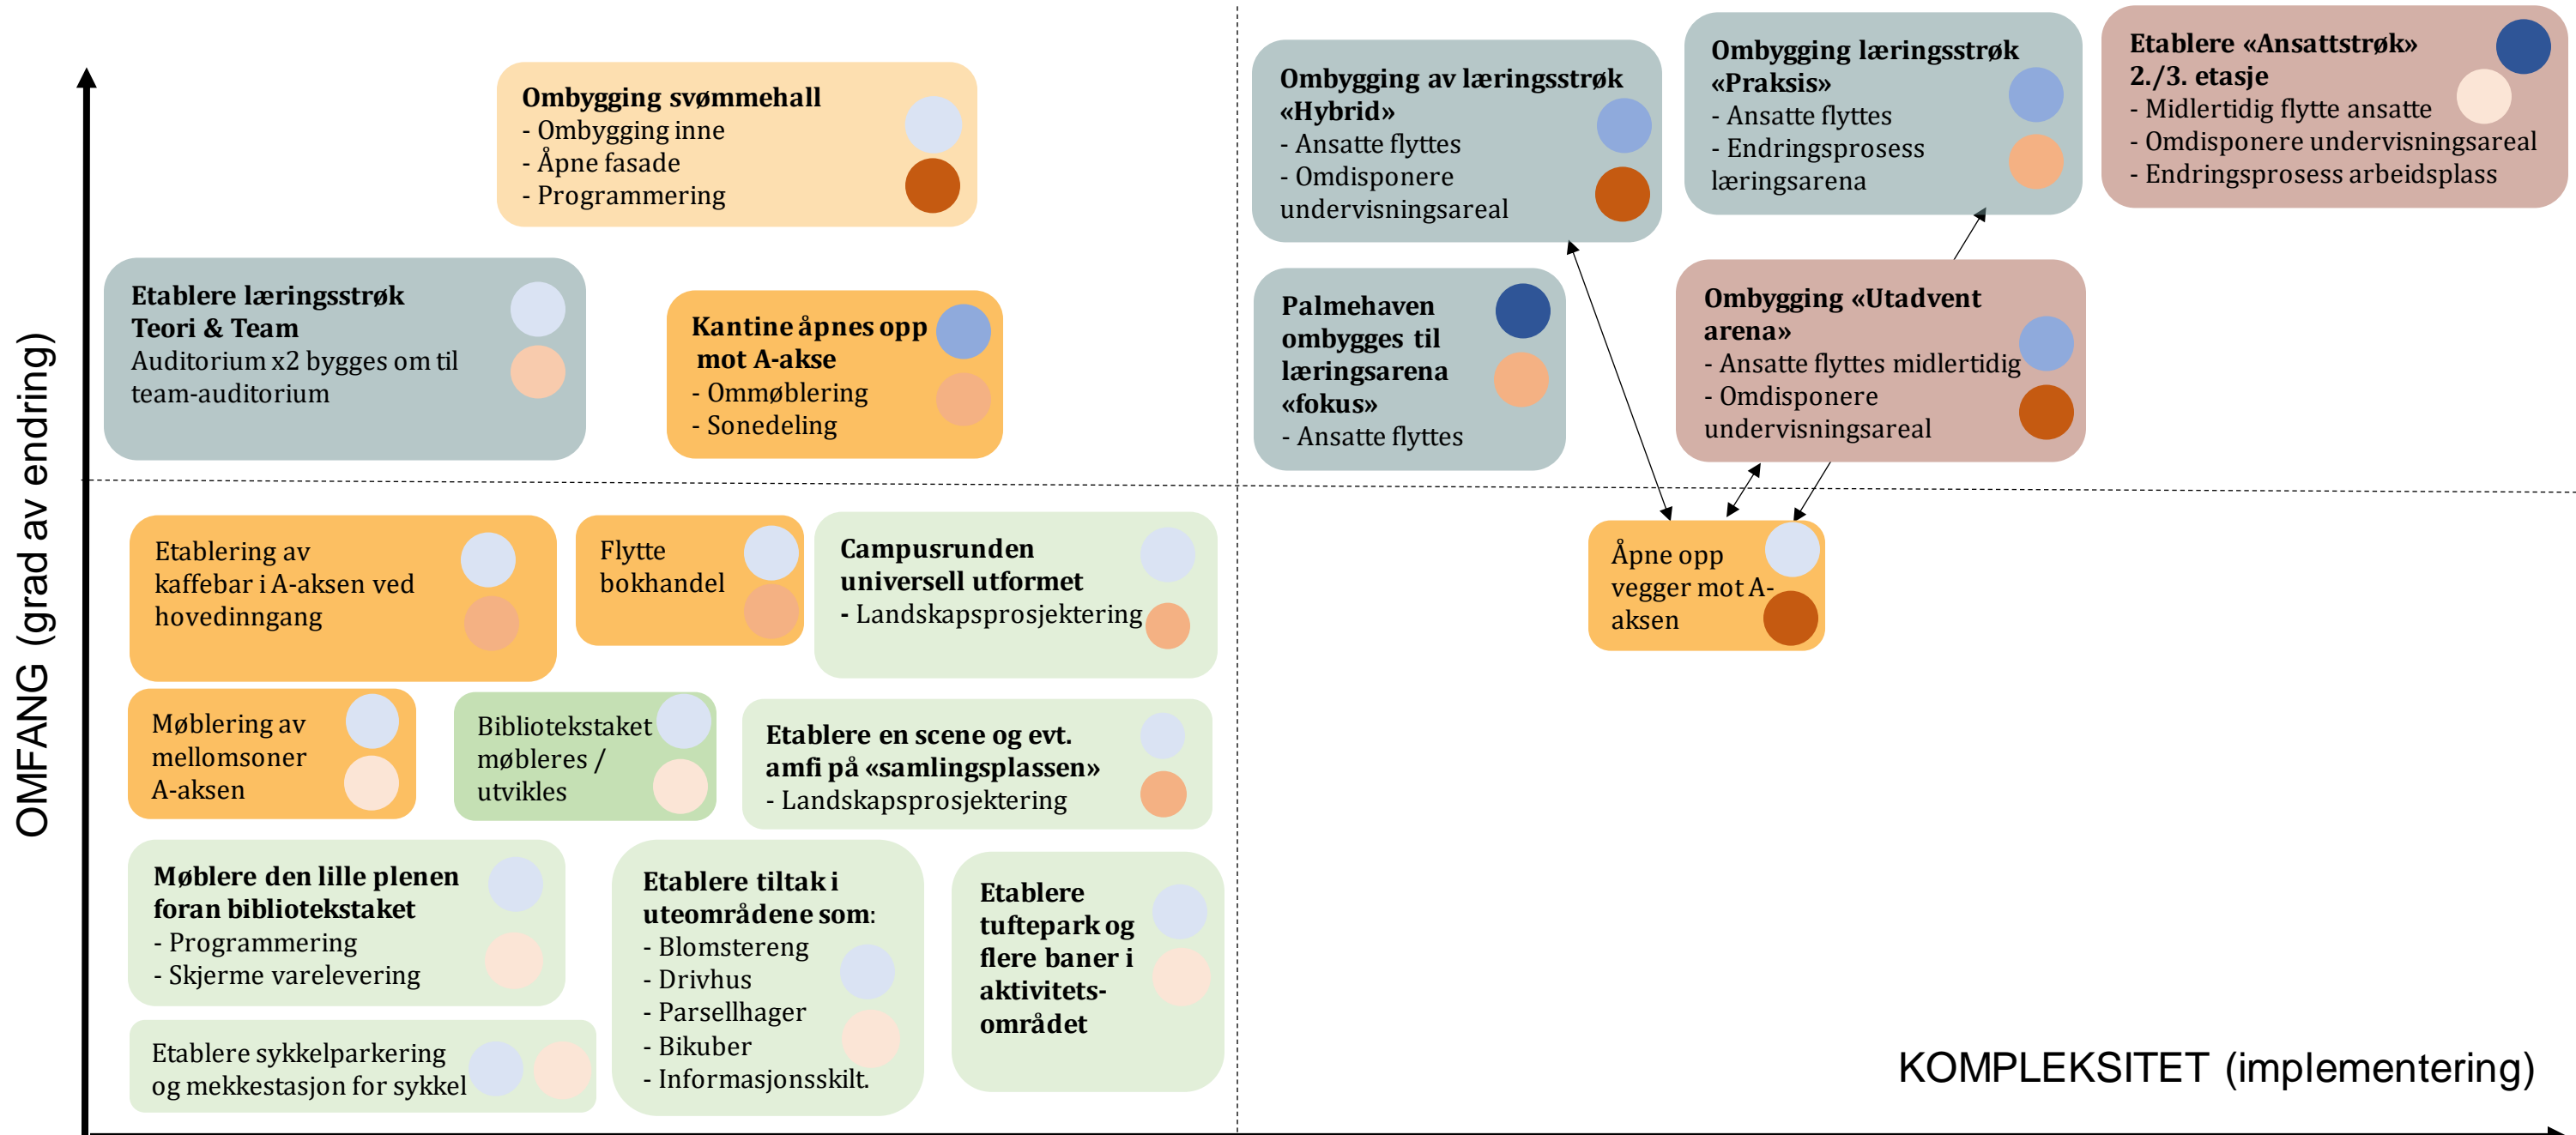 OMFANG (grad av endring)
Ombygging svømmehall
- Ombygging inne
- Åpne fasade
- Programmering
Etablere læringsstrøk
Teori & Team
Auditorium x2 bygges om til
team-auditorium
Kantine åpnes opp
mot A-akse
- Ommøblering
- Sonedeling
Ombygging av læringsstrøk
«Hybrid»
- Ansatte flyttes
- Omdisponere
undervisningsareal
Ombygging læringsstrøk
«Praksis»
- Ansatte flyttes
- Endringsprosess
læringsarena
Etablere «Ansattstrøk»
2./3. etasje
- Midlertidig flytte ansatte
- Omdisponere undervisningsareal
- Endringsprosess arbeidsplass
Palmehaven
ombygges til
læringsarena
«fokus»
- Ansatte flyttes
Ombygging «Utadvent
arena»
- Ansatte flyttes midlertidig
- Omdisponere
undervisningsareal
Etablering av
kaffebar i A-aksen ved
hovedinngang
Flytte
bokhandel
Campusrunden
universell utformet
- Landskapsprosjektering
Åpne opp
vegger mot A-
aksen
Møblering av
mellomsoner
A-aksen
Bibliotekstaket
møbleres /
utvikles
Etablere en scene og evt.
amfi på «samlingsplassen»
- Landskapsprosjektering
Møblere den lille plenen
foran bibliotekstaket
- Programmering
- Skjerme varelevering
Etablere tiltak i
uteområdene som:
- Blomstereng
- Drivhus
- Parsellhager
- Bikuber
- Informasjonsskilt.
Etablere
tuftepark og
flere baner i
aktivitets-
området
Etablere sykkelparkering
og mekkestasjon for sykkel
KOMPLEKSITET (implementering)